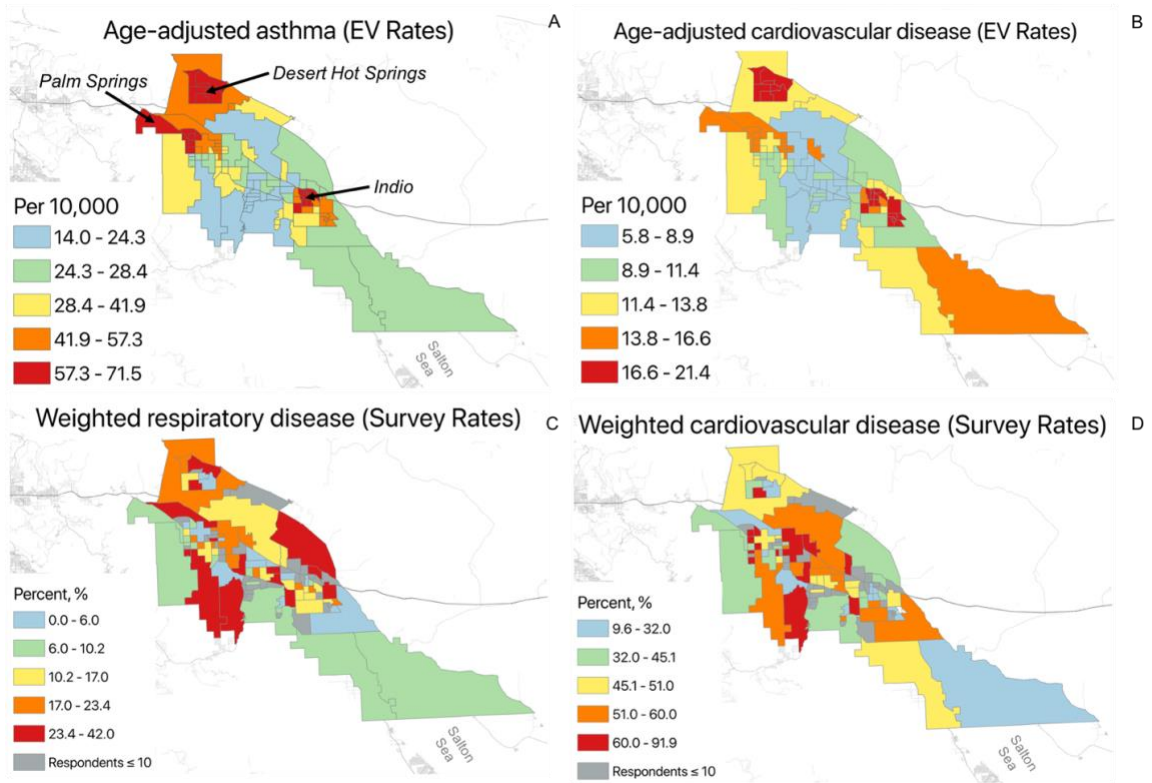 Age-adjusted asthma (EV Rates)
A
Palm Springs
Desert Hot Springs
Indio
Per 10,000
14.0 - 24.3
24.3 - 28.4
28.4 - 41.9
41.9 - 57.3
57.3 - 71.5
Salton
Sea
Age-adjusted cardiovascular disease (EV Rates)
B
Per 10,000
5.8 - 8.9
8.9 - 11.4
11.4 - 13.8
13.8 - 16.6
16.6 - 21.4
Salton
Sea
Weighted respiratory disease (Survey Rates)
C
Percent, %
0.0 - 6.0
6.0 - 10.2
10.2 - 17.0
17.0 - 23.4
23.4 - 42.0
Respondents ≤ 10
Salton
Sea
Weighted cardiovascular disease (Survey Rates)
D
Percent, %
9.6 - 32.0
32.0 - 45.1
45.1 - 51.0
51.0 - 60.0
60.0 - 91.9
Respondents ≤ 10
Salton
Sea